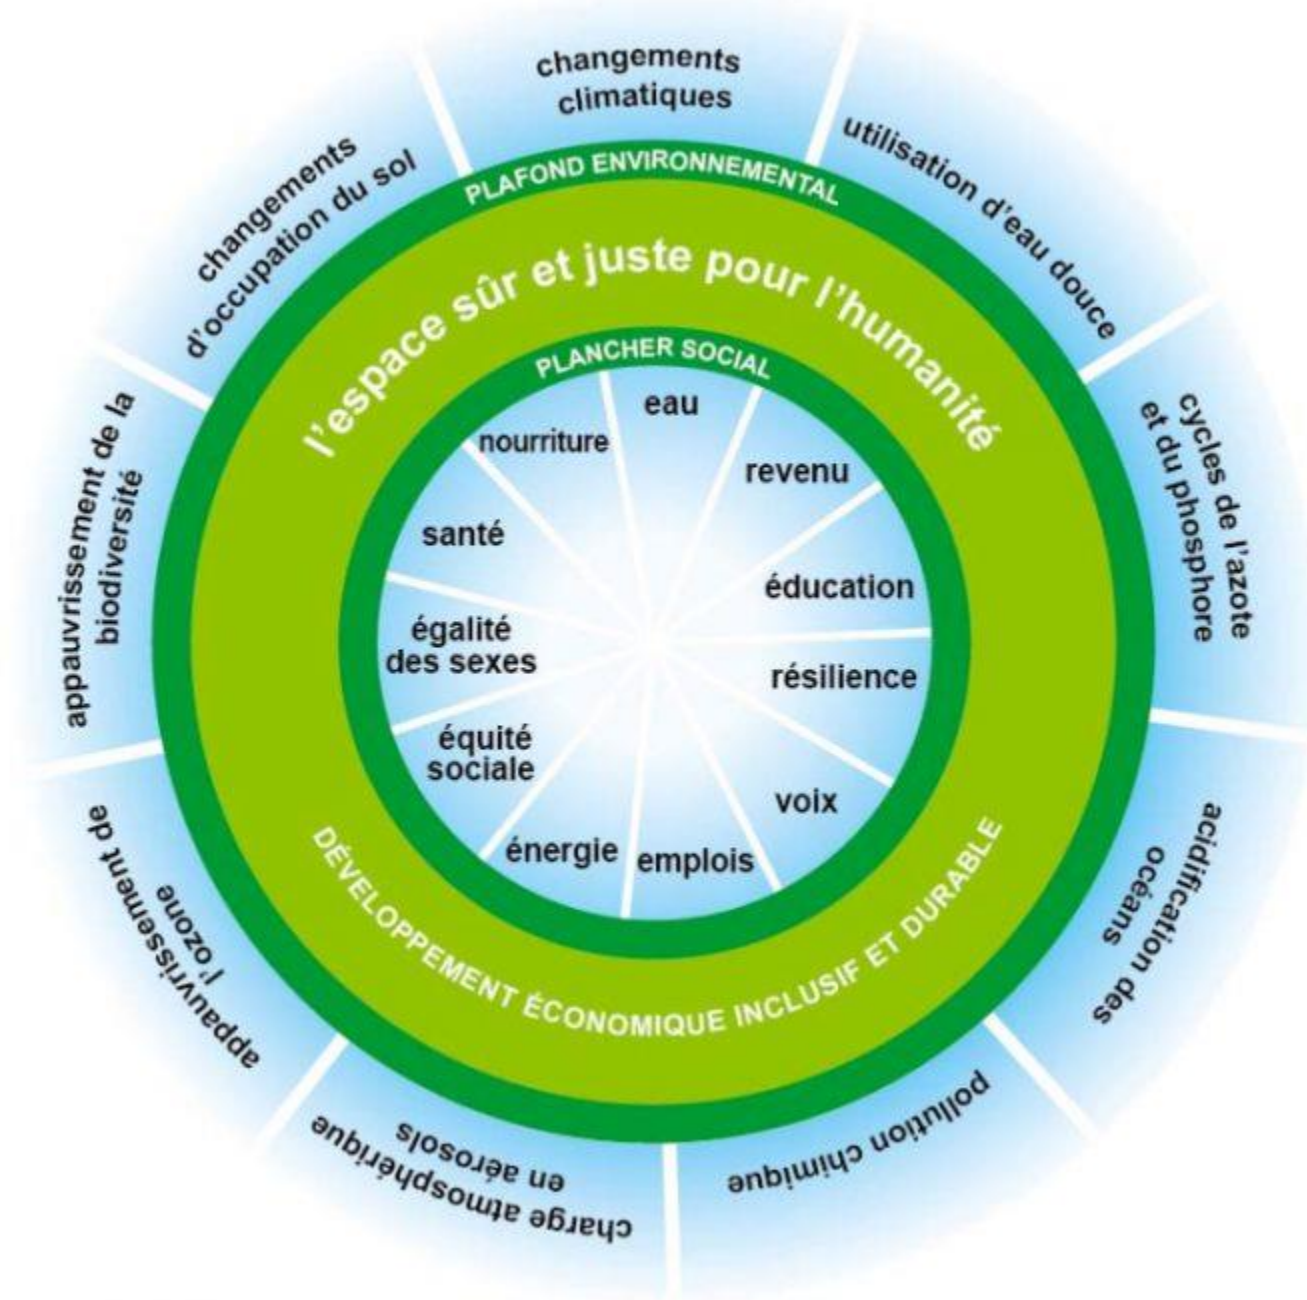 changements
climatiques
utilisation d'eau douce
cycles de l'azote
et du phosphore
acidification des
océans
pollution chimique
charge atmosphérique
en aérosols
appauvrissement de
l'ozone
appauvrissement de la
biodiversité
changements
d'occupation du sol
PLAFOND ENVIRONNEMENTAL
l'espace sûr et juste pour l'humanité
PLANCHER SOCIAL
eau
revenu
éducation
résilience
voix
emplois
énergie
équité
sociale
égalité
des sexes
santé
nourriture
DÉVELOPPEMENT ÉCONOMIQUE INCLUSIF ET DURABLE